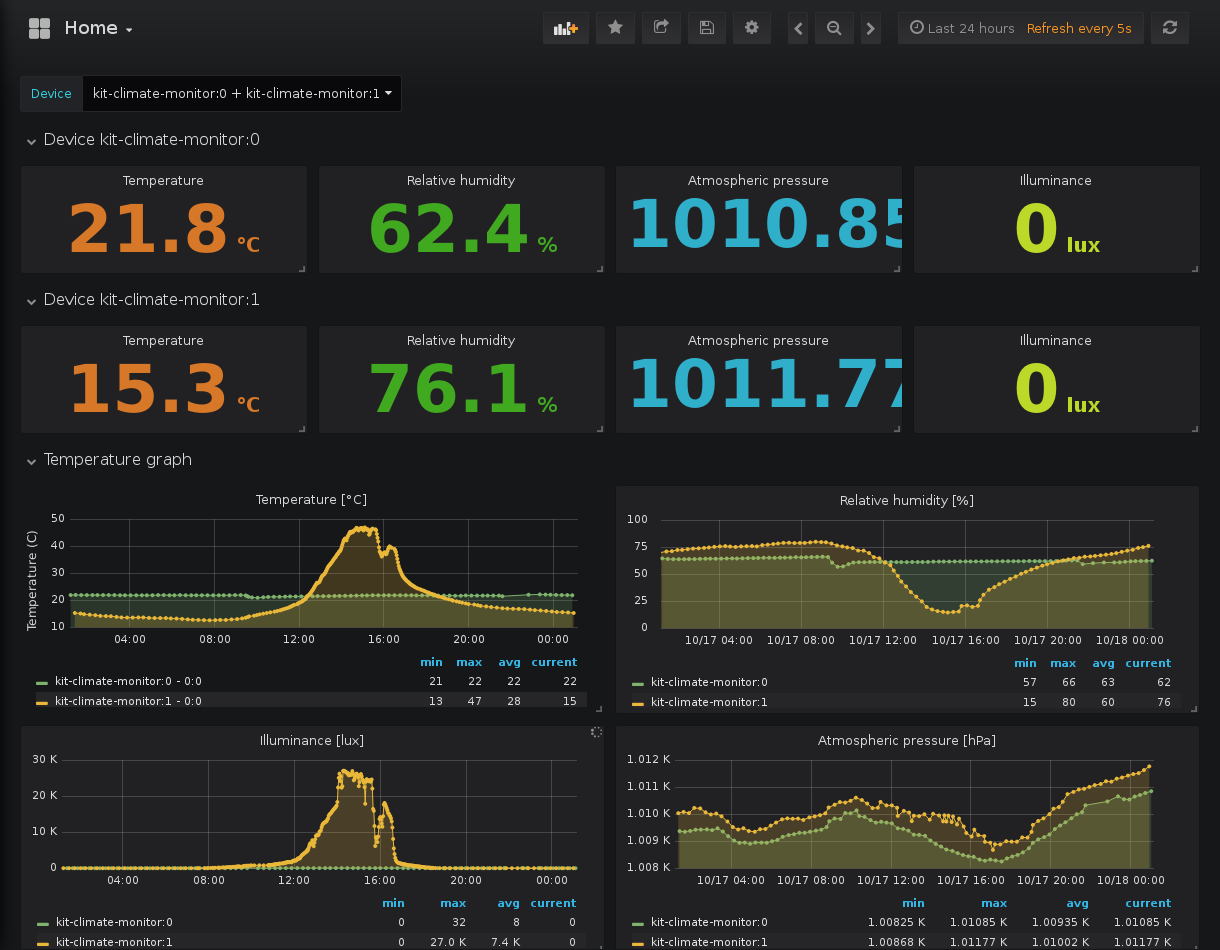 Home
Last 24 hours Refresh every 5s
Device kit-climate-monitor:0 + kit-climate-monitor:1
Device kit-climate-monitor:0
Temperature Relative humidity Atmospheric pressure Illuminance
21.8 °C 62.4 % 1010.85 0 lux
Device kit-climate-monitor:1
Temperature Relative humidity Atmospheric pressure Illuminance
15.3 °C 76.1 % 1011.77 0 lux
Temperature graph
Temperature [°C]
Temperature (C)
50
40
30
20
10
04:00 08:00 12:00 16:00 20:00 00:00
min max avg current
kit-climate-monitor:0 - 0:0 21 22 22 22
kit-climate-monitor:1 - 0:0 13 47 28 15
Relative humidity [%]
100
75
50
25
0
10/17 04:00 10/17 08:00 10/17 12:00 10/17 16:00 10/17 20:00 10/18 00:00
min max avg current
kit-climate-monitor:0 57 66 63 62
kit-climate-monitor:1 15 80 60 76
Illuminance [lux]
30 K
20 K
10 K
0
04:00 08:00 12:00 16:00 20:00 00:00
min max avg current
kit-climate-monitor:0 0 32 8 0
kit-climate-monitor:1 0 27.0 K 7.4 K 0
Atmospheric pressure [hPa]
1.012 K
1.011 K
1.010 K
1.009 K
1.008 K
10/17 04:00 10/17 08:00 10/17 12:00 10/17 16:00 10/17 20:00 10/18 00:00
min max avg current
kit-climate-monitor:0 1.00825 K 1.01085 K 1.00935 K 1.01085 K
kit-climate-monitor:1 1.00868 K 1.01177 K 1.01002 K 1.01177 K